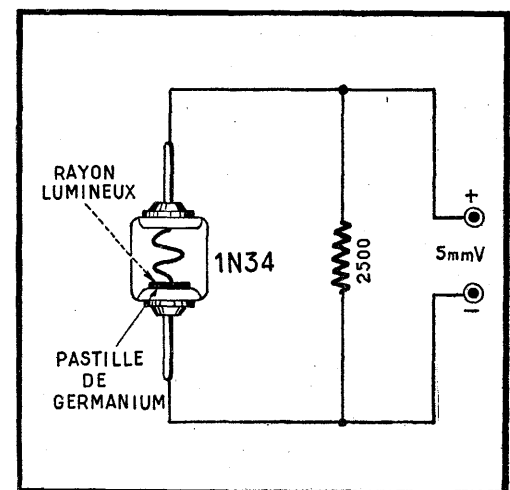 RAYON
LUMINEUX
1N34
PASTILLE
DE
GERMANIUM
2500
+
5mmV
-